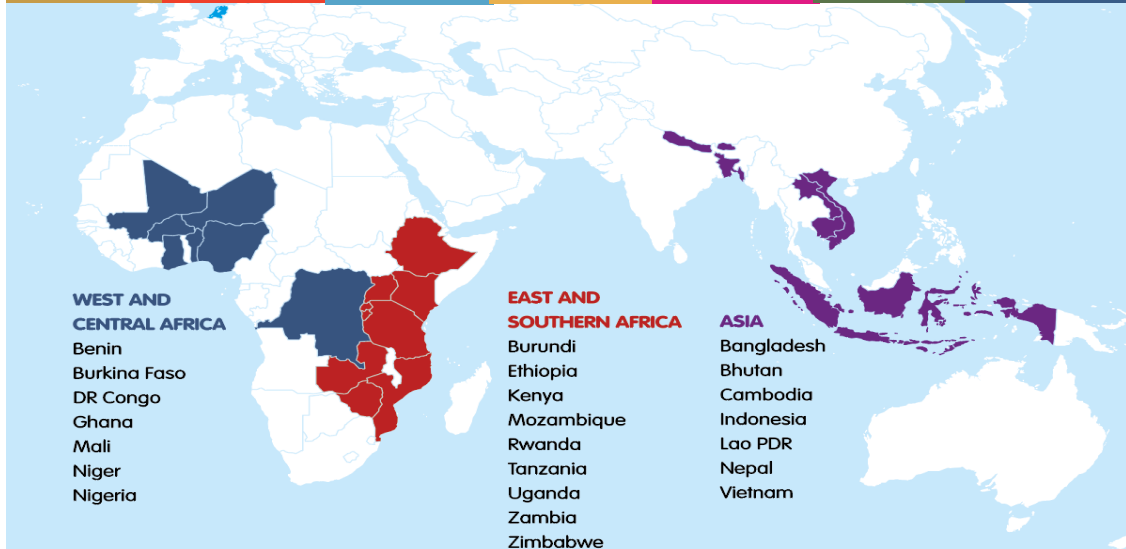 WEST AND
CENTRAL AFRICA
Benin
Burkina Faso
DR Congo
Ghana
Mali
Niger
Nigeria
EAST AND
SOUTHERN AFRICA
Burundi
Ethiopia
Kenya
Mozambique
Rwanda
Tanzania
Uganda
Zambia
Zimbabwe
ASIA
Bangladesh
Bhutan
Cambodia
Indonesia
Lao PDR
Nepal
Vietnam